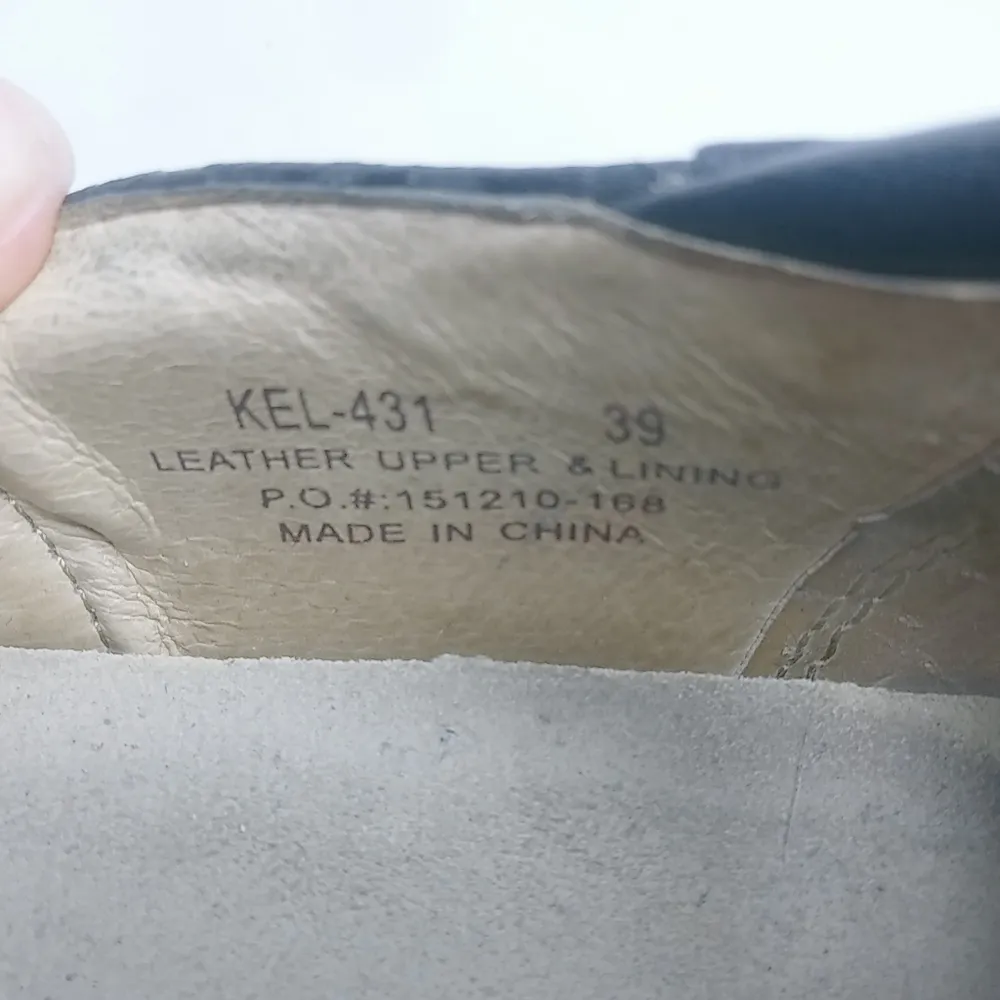 KEL-431 39
LEATHER UPPER & LINING
P.O.#:151210-168
MADE IN CHINA